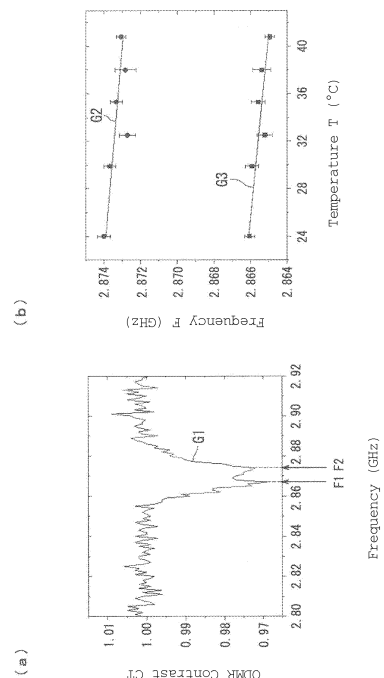 (a)
ODMR Contrast CT
1.01
1.00
0.99
0.98
0.97
G1
2.80 2.82 2.84 2.86 2.88 2.90 2.92
F1 F2
Frequency (GHz)
(b)
Frequency F (GHz)
2.874
2.872
2.870
2.868
2.866
2.864
G2
G3
24 28 32 36 40
Temperature T (°C)